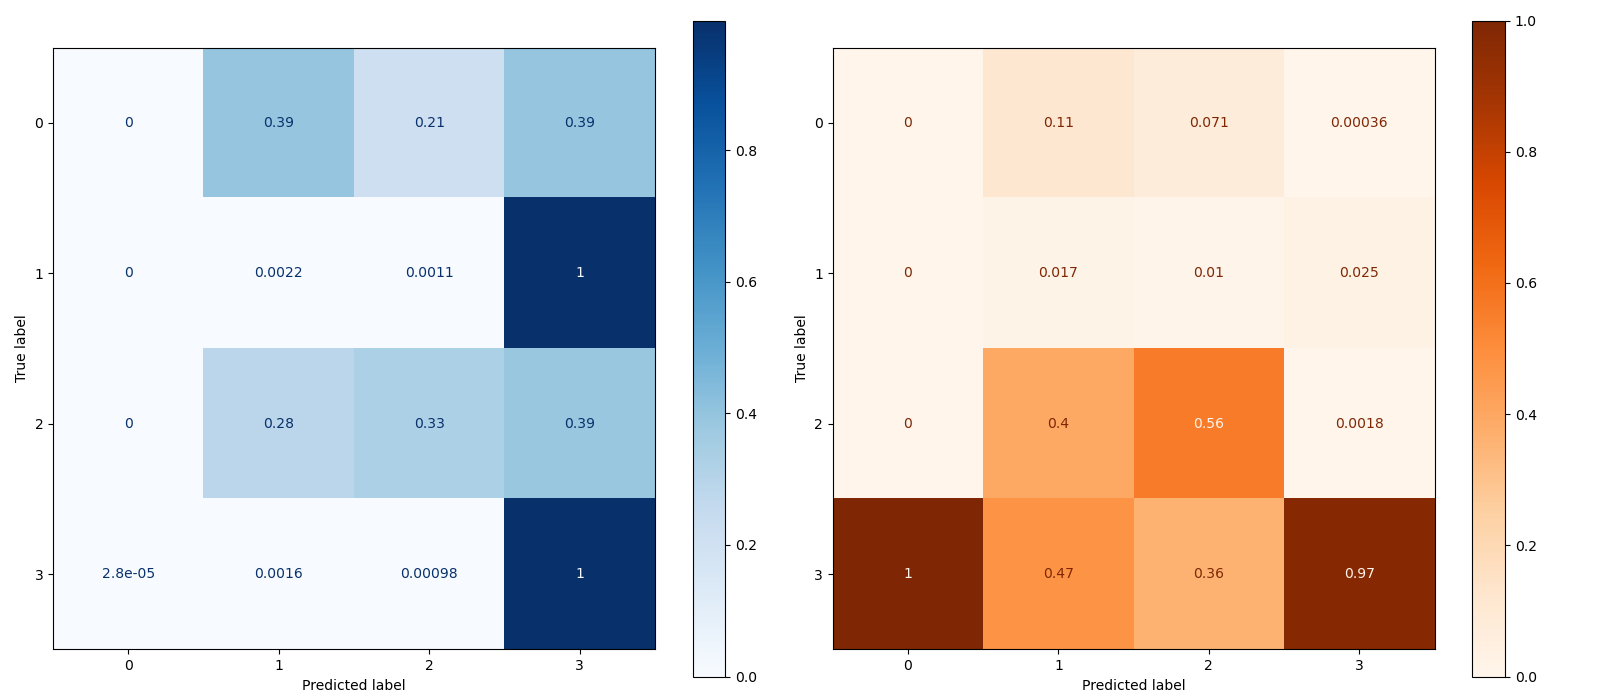 0 0 0.39 0.21 0.39
1 0 0.0022 0.0011 1
2 0 0.28 0.33 0.39
3 2.8e-05 0.0016 0.00098 1
0 1 2 3
Predicted label
True label
0.8
0.6
0.4
0.2
0.0
0 0 0.11 0.071 0.00036
1 0 0.017 0.01 0.025
2 0 0.4 0.56 0.0018
3 1 0.47 0.36 0.97
0 1 2 3
Predicted label
True label
1.0
0.8
0.6
0.4
0.2
0.0